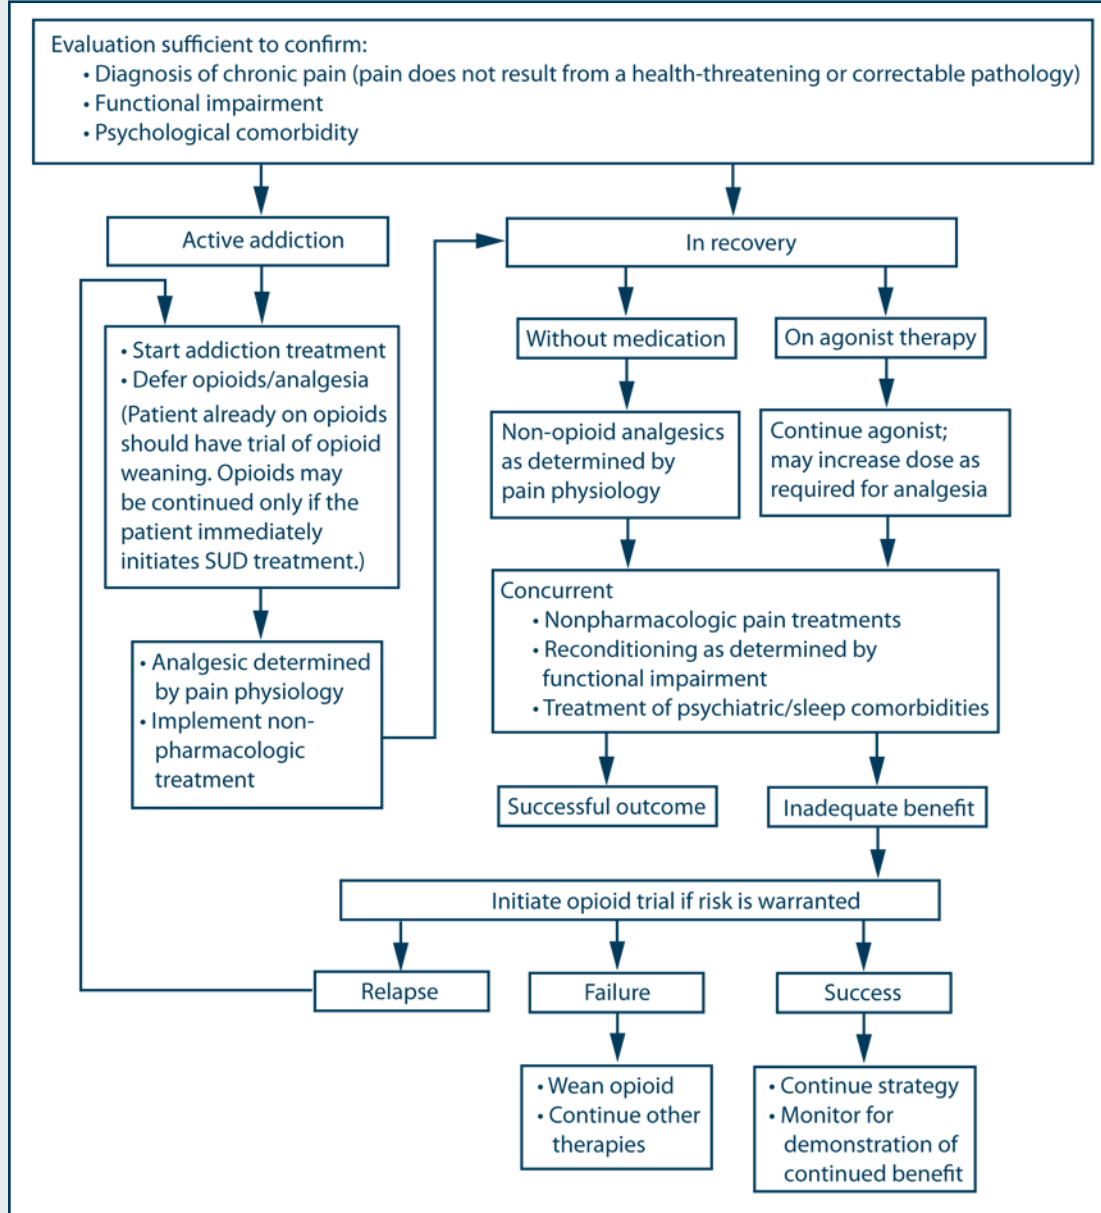 Evaluation sufficient to confirm:
• Diagnosis of chronic pain (pain does not result from a health-threatening or correctable pathology)
• Functional impairment
• Psychological comorbidity
Active addiction
In recovery
• Start addiction treatment
• Defer opioids/analgesia
(Patient already on opioids
should have trial of opioid
weaning. Opioids may
be continued only if the
patient immediately
initiates SUD treatment.)
• Analgesic determined
by pain physiology
• Implement non-
pharmacologic
treatment
Without medication
On agonist therapy
Non-opioid analgesics
as determined by
pain physiology
Continue agonist;
may increase dose as
required for analgesia
Concurrent
• Nonpharmacologic pain treatments
• Reconditioning as determined by
functional impairment
• Treatment of psychiatric/sleep comorbidities
Successful outcome
Inadequate benefit
Initiate opioid trial if risk is warranted
Relapse
Failure
Success
• Wean opioid
• Continue other
therapies
• Continue strategy
• Monitor for
demonstration of
continued benefit